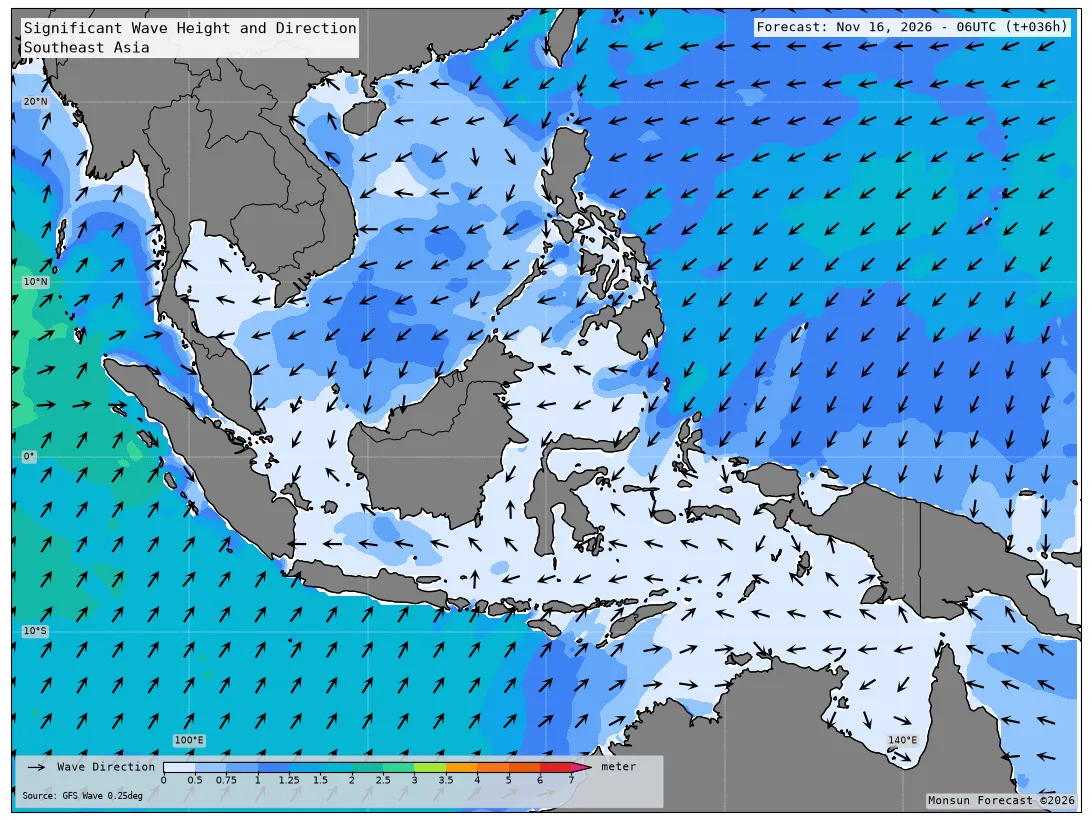 Significant Wave Height and Direction
Southeast Asia
Forecast: Nov 16, 2026 - 06UTC (t+036h)
20°N
10°N
0°
10°S
100°E
140°E
Wave Direction
meter
0 0.5 0.75 1 1.25 1.5 2 2.5 3 3.5 4 5 6 7
Source: GFS Wave 0.25deg
Monsun Forecast ©2026